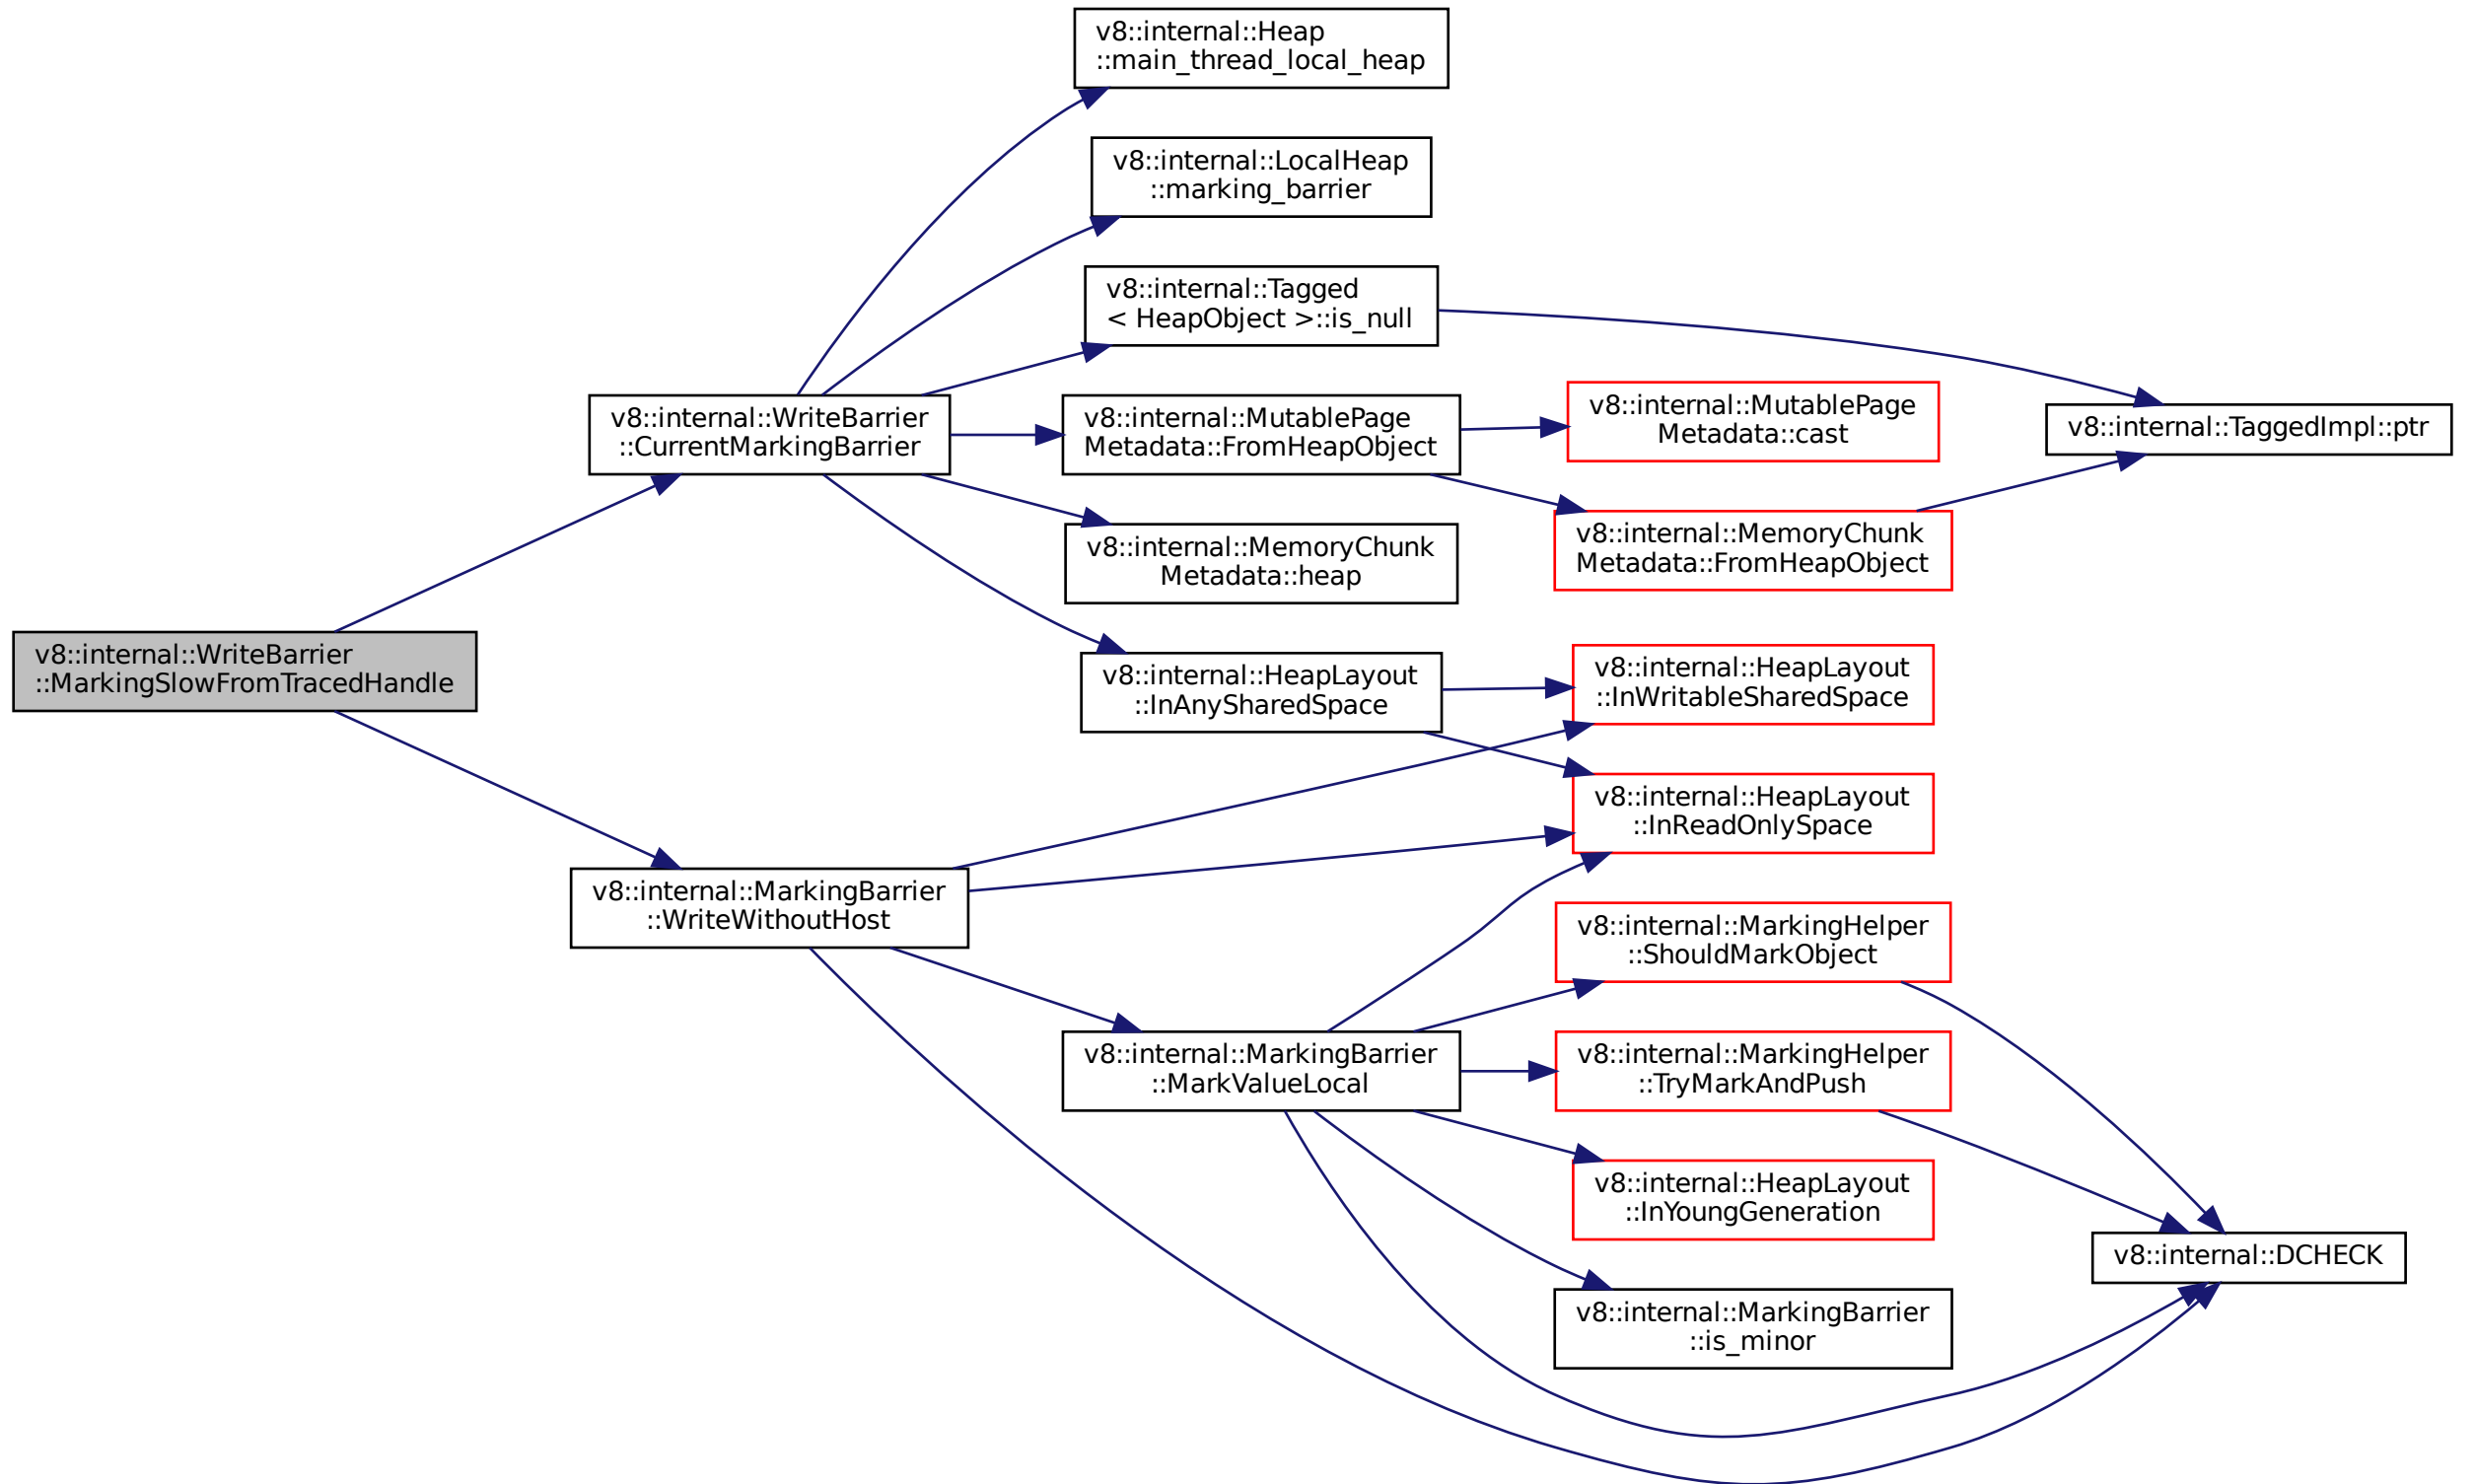 v8::internal::Heap
::main_thread_local_heap
v8::internal::LocalHeap
::marking_barrier
v8::internal::Tagged
< HeapObject >::is_null
v8::internal::WriteBarrier
::CurrentMarkingBarrier
v8::internal::MutablePage
Metadata::FromHeapObject
v8::internal::MutablePage
Metadata::cast
v8::internal::TaggedImpl::ptr
v8::internal::MemoryChunk
Metadata::heap
v8::internal::MemoryChunk
Metadata::FromHeapObject
v8::internal::WriteBarrier
::MarkingSlowFromTracedHandle
v8::internal::HeapLayout
::InAnySharedSpace
v8::internal::HeapLayout
::InWritableSharedSpace
v8::internal::HeapLayout
::InReadOnlySpace
v8::internal::MarkingBarrier
::WriteWithoutHost
v8::internal::MarkingHelper
::ShouldMarkObject
v8::internal::MarkingBarrier
::MarkValueLocal
v8::internal::MarkingHelper
::TryMarkAndPush
v8::internal::HeapLayout
::InYoungGeneration
v8::internal::DCHECK
v8::internal::MarkingBarrier
::is_minor